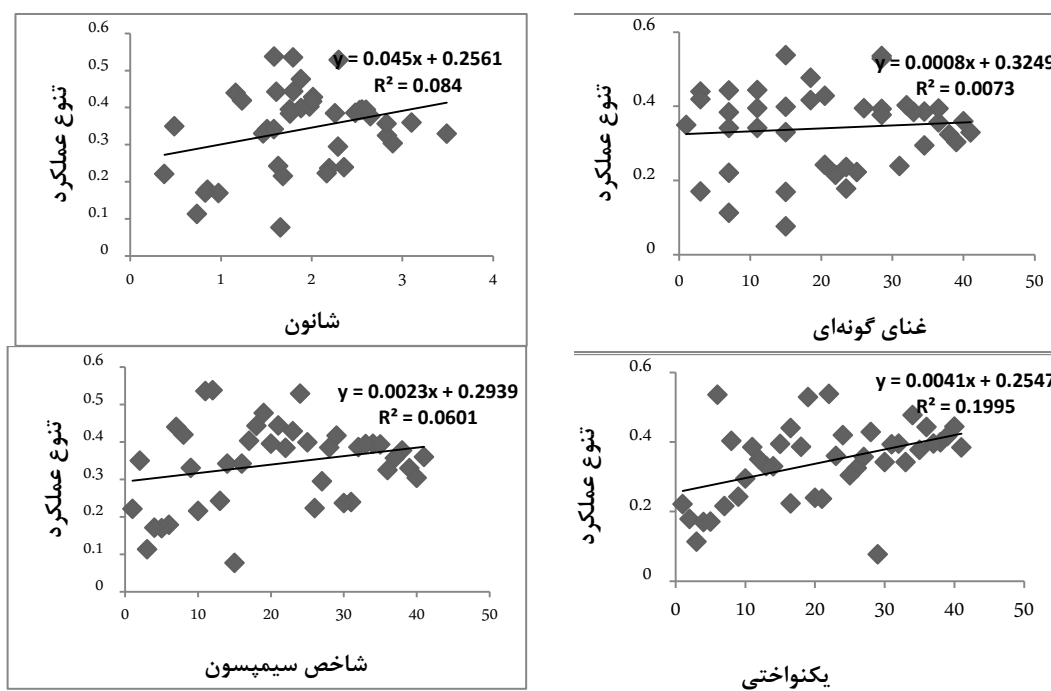 تنوع عملکرد
0.6
0.5
0.4
0.3
0.2
0.1
0
y = 0.045x + 0.2561
R² = 0.084
0 1 2 3 4
شانون
تنوع عملکرد
0.6
0.4
0.2
0
y = 0.0008x + 0.3249
R² = 0.0073
0 10 20 30 40 50
غنای گونه‌ای
تنوع عملکرد
0.6
0.5
0.4
0.3
0.2
0.1
0
y = 0.0023x + 0.2939
R² = 0.0601
0 10 20 30 40 50
شاخص سیمپسون
تنوع عملکرد
0.6
0.4
0.2
0
y = 0.0041x + 0.2547
R² = 0.1995
0 10 20 30 40 50
یکنواختی